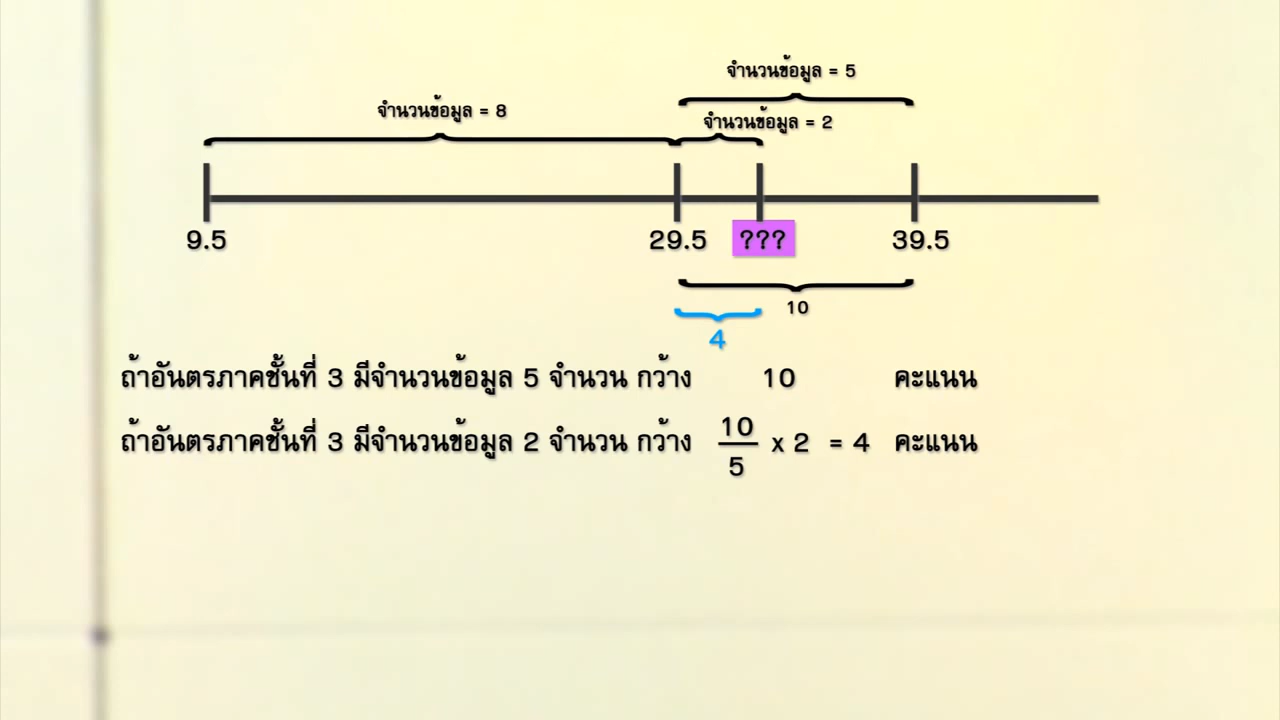 จำนวนข้อมูล = 5
จำนวนข้อมูล = 8
จำนวนข้อมูล = 2
9.5 29.5 ??? 39.5
10
4
ถ้าอันตรภาคชั้นที่ 3 มีจำนวนข้อมูล 5 จำนวน กว้าง 10 คะแนน
ถ้าอันตรภาคชั้นที่ 3 มีจำนวนข้อมูล 2 จำนวน กว้าง 10/5 x 2 = 4 คะแนน